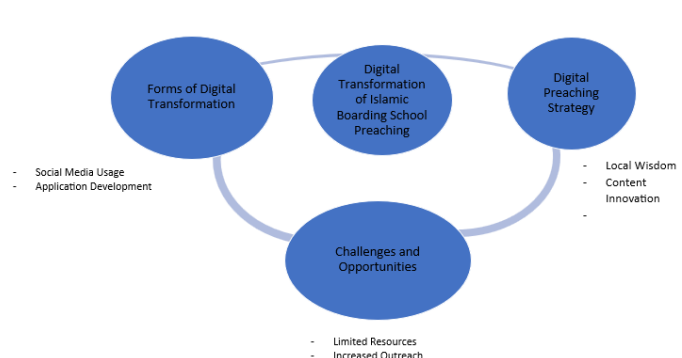 Forms of Digital
Transformation
Digital
Transformation
of Islamic
Boarding School
Preaching
Digital
Preaching
Strategy
- Social Media Usage
- Application Development
- Local Wisdom
- Content
Innovation
-
Challenges and
Opportunities
- Limited Resources
- Increased Outreach